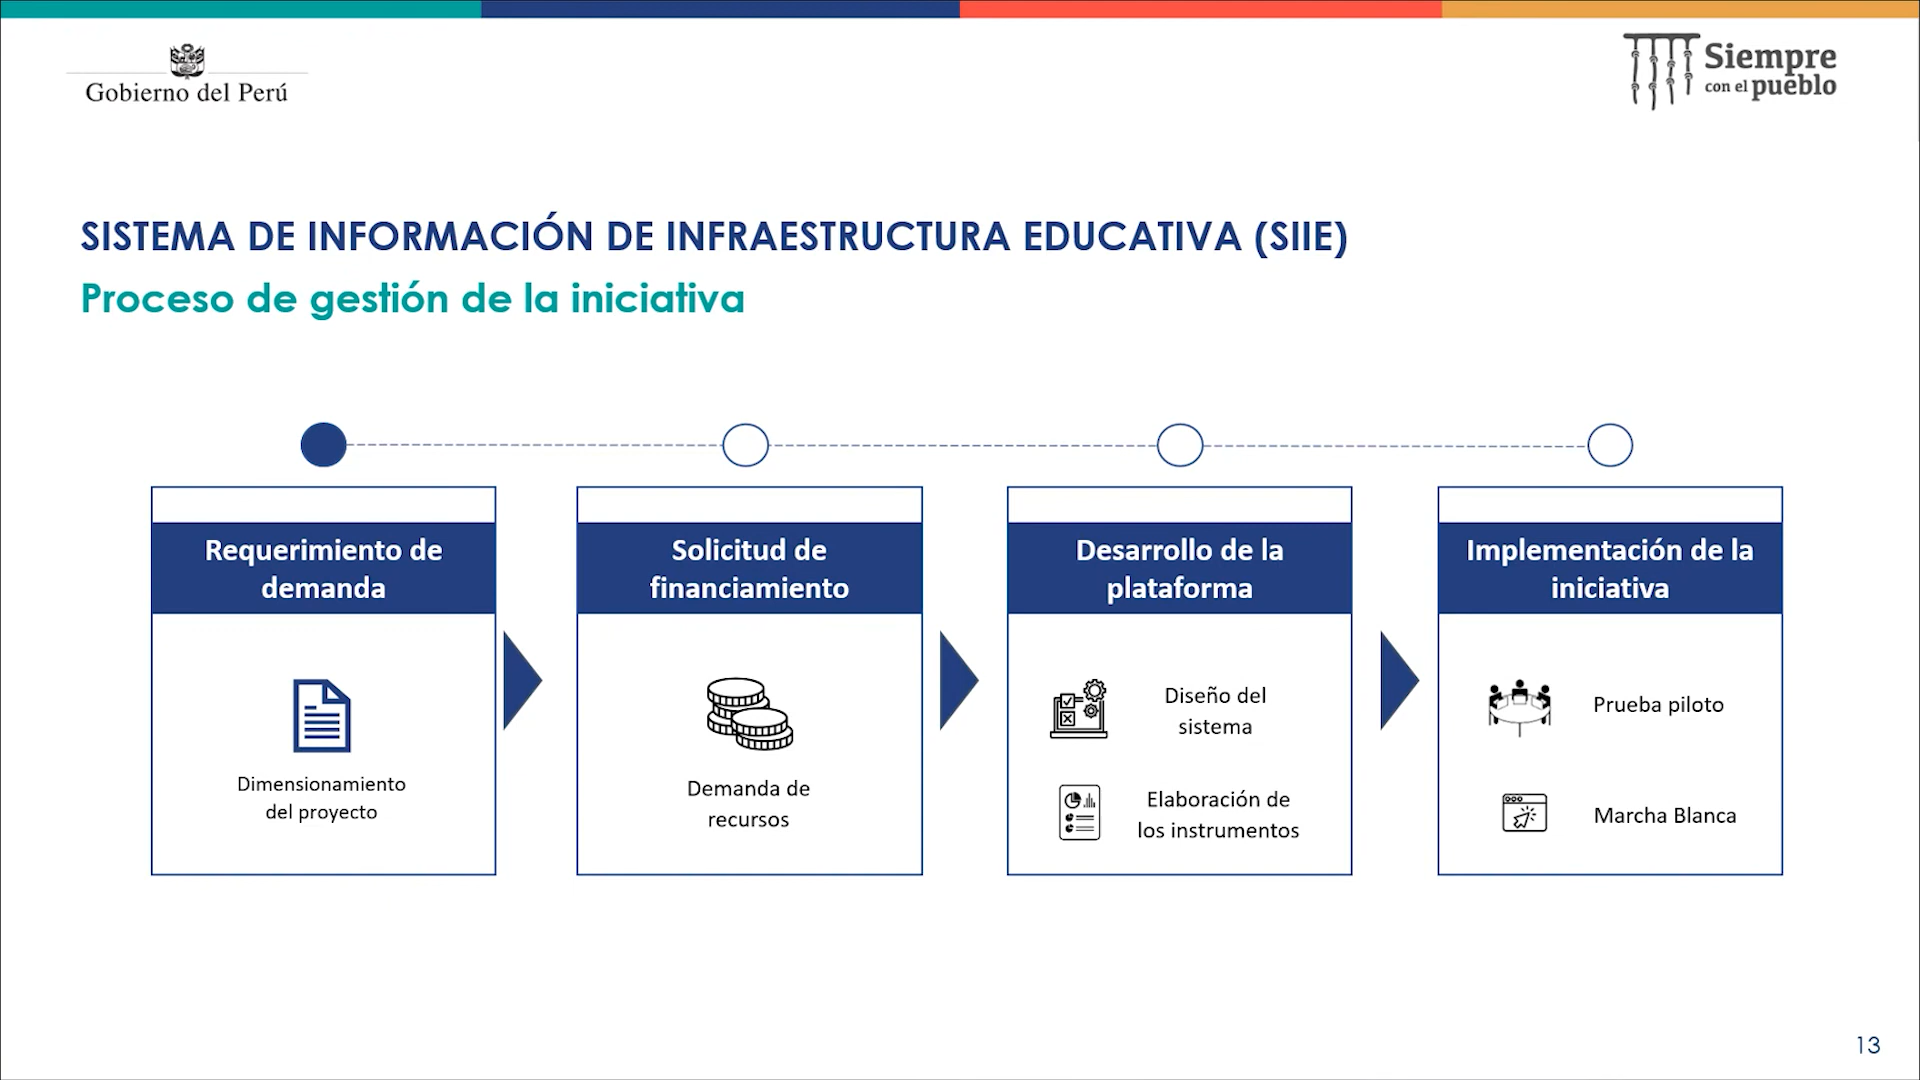 Gobierno del Perú
Siempre
con el pueblo
SISTEMA DE INFORMACIÓN DE INFRAESTRUCTURA EDUCATIVA (SIIE)
Proceso de gestión de la iniciativa
Requerimiento de
demanda
Dimensionamiento
del proyecto
Solicitud de
financiamiento
Demanda de
recursos
Desarrollo de la
plataforma
Diseño del
sistema
Elaboración de
los instrumentos
Implementación de la
iniciativa
Prueba piloto
Marcha Blanca
13